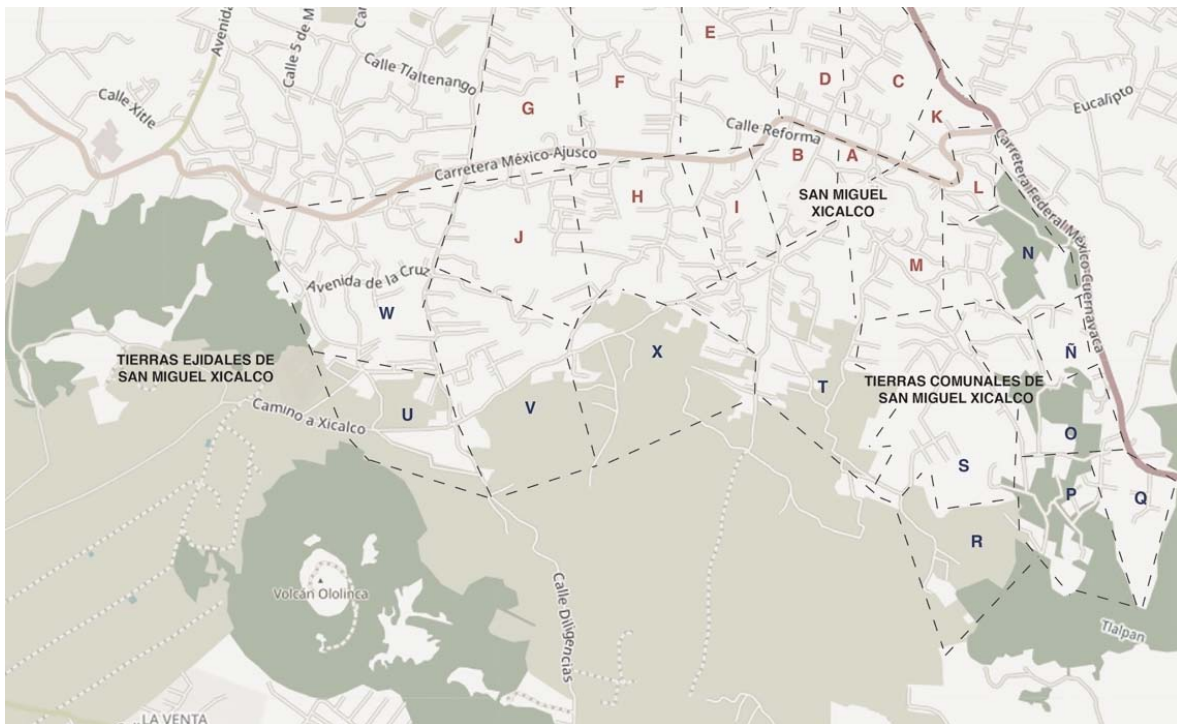 Avenida
Calle 5 de M
Ca
E
Calle Tlaltenango
F
D
C
Calle Xitle
G
K
Eucalipto
Calle Reforma
B
A
Carretera México-Ajusco
Carretera Federal México-Cuernavaca
H
I
SAN MIGUEL
XICALCO
L
J
N
M
Avenida de la Cruz
W
TIERRAS EJIDALES DE
SAN MIGUEL XICALCO
X
Ñ
T
TIERRAS COMUNALES DE
SAN MIGUEL XICALCO
Camino a Xicalco
U
V
O
S
P
Q
R
Volcán Ololinca
Calle Diligencias
Tlalpan
LA VENTA